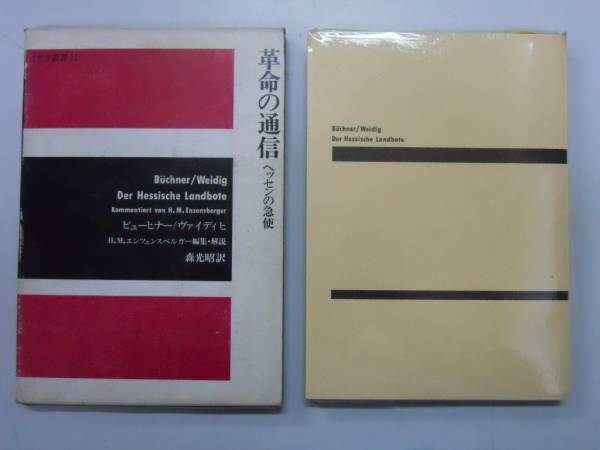 イザラ叢書 11
革命の通信
ヘッセンの急使
Büchner/Weidig
Der Hessische Landbote
Kommentiert von H.M. Enzensberger
ビューヒナー/ヴァイディヒ
H.M.エンツェンスベルガー編集・解説
森光昭訳
Büchner/Weidig
Der Hessische Landbote